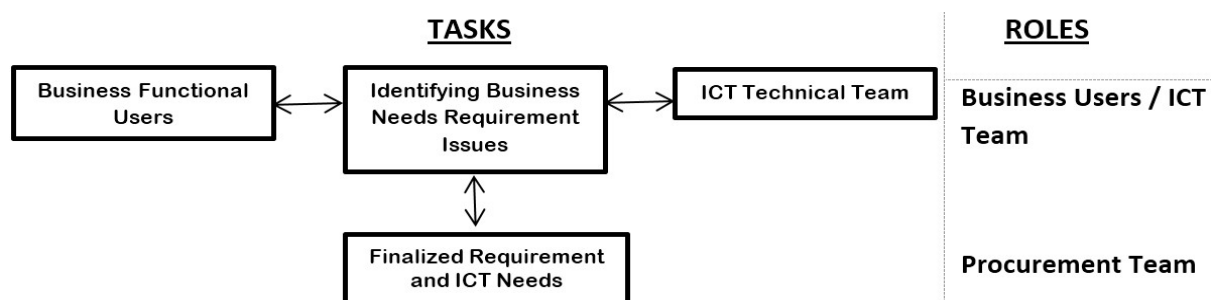 TASKS
ROLES
Business Functional
Users
Identifying Business
Needs Requirement
Issues
ICT Technical Team
Business Users / ICT
Team
Finalized Requirement
and ICT Needs
Procurement Team